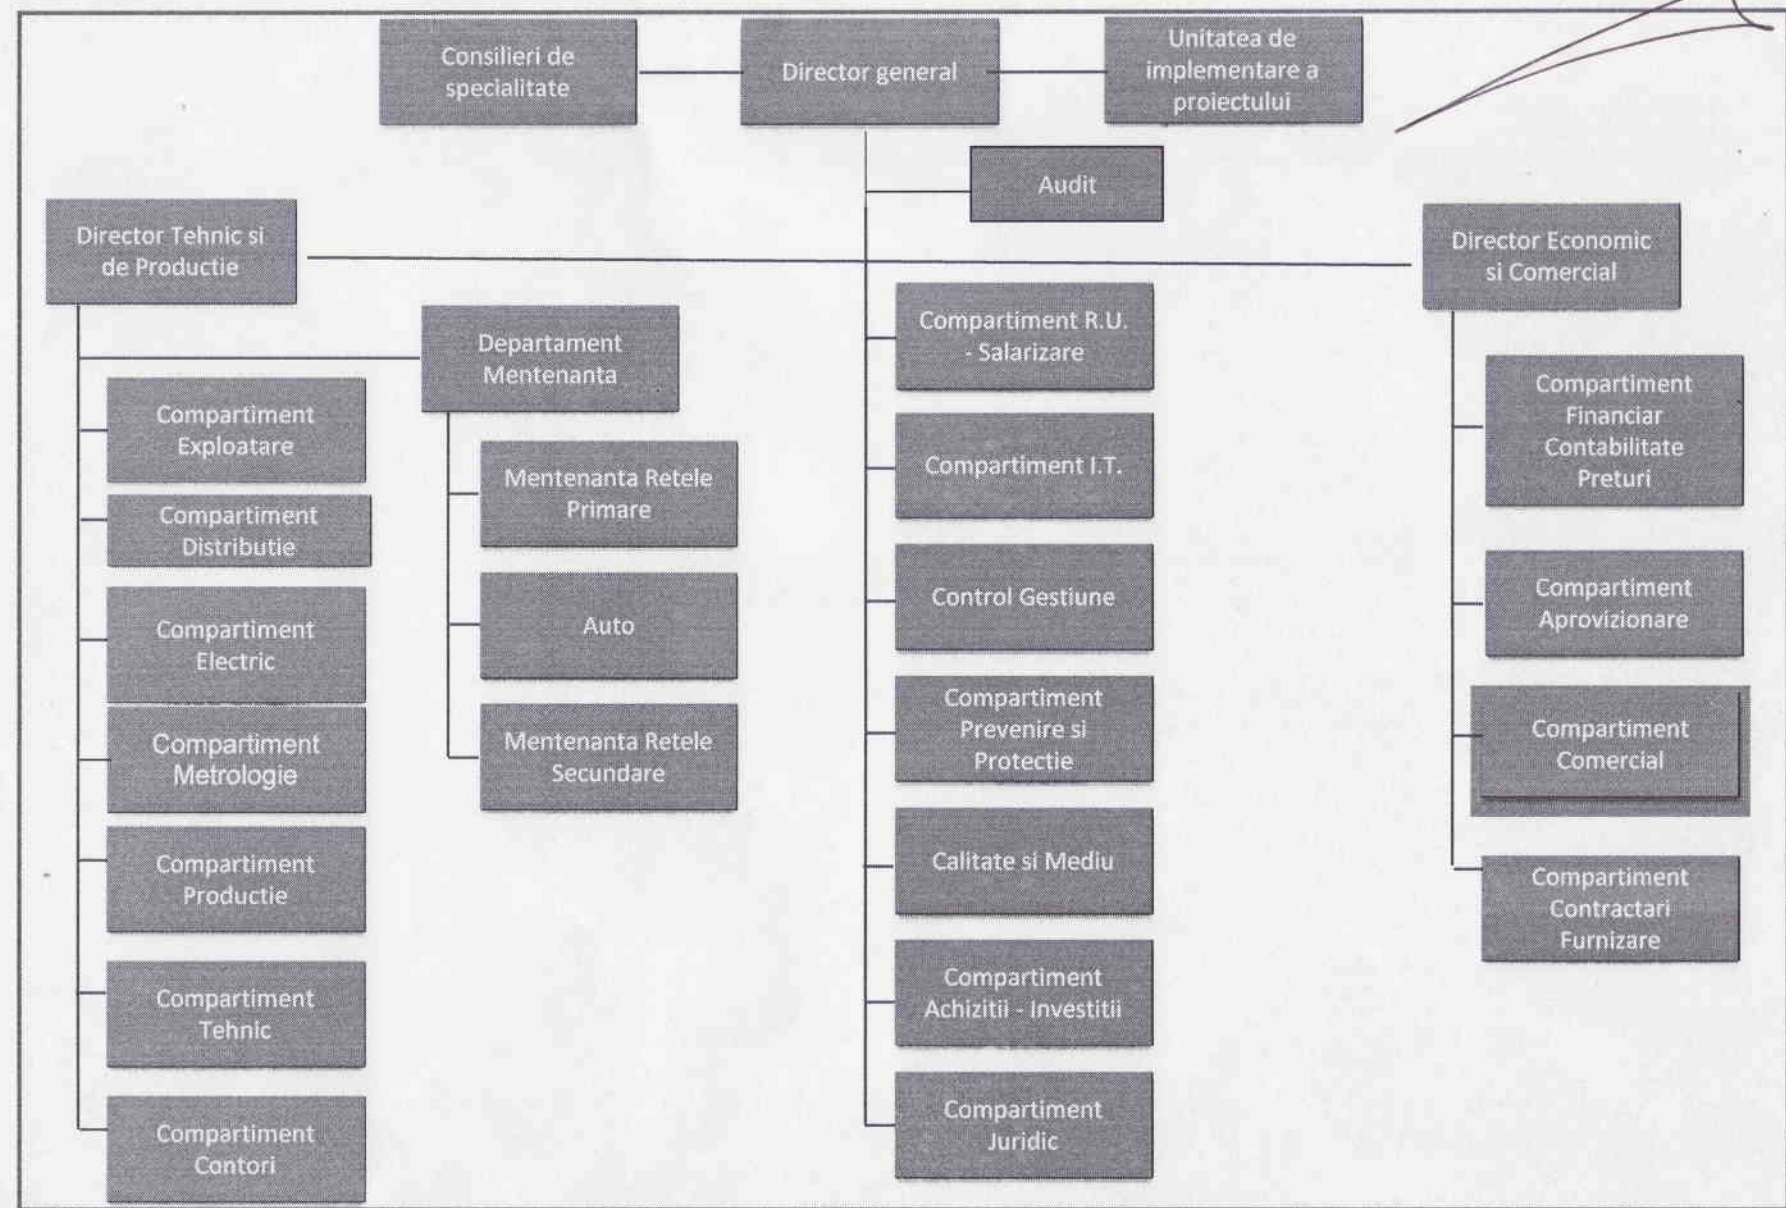 Consilieri de
specialitate
Director general
Unitatea de
implementare a
proiectului
Audit
Director Tehnic si
de Productie
Director Economic
si Comercial
Departament
Mentenanta
Compartiment
Exploatare
Compartiment
Distributie
Compartiment
Electric
Compartiment
Metrologie
Compartiment
Productie
Compartiment
Tehnic
Compartiment
Contori
Mentenanta Retele
Primare
Auto
Mentenanta Retele
Secundare
Compartiment R.U.
- Salarizare
Compartiment I.T.
Control Gestiune
Compartiment
Prevenire si
Protectie
Calitate si Mediu
Compartiment
Achizitii - Investitii
Compartiment
Juridic
Compartiment
Financiar
Contabilitate
Preturi
Compartiment
Aprovizionare
Compartiment
Comercial
Compartiment
Contractari
Furnizare